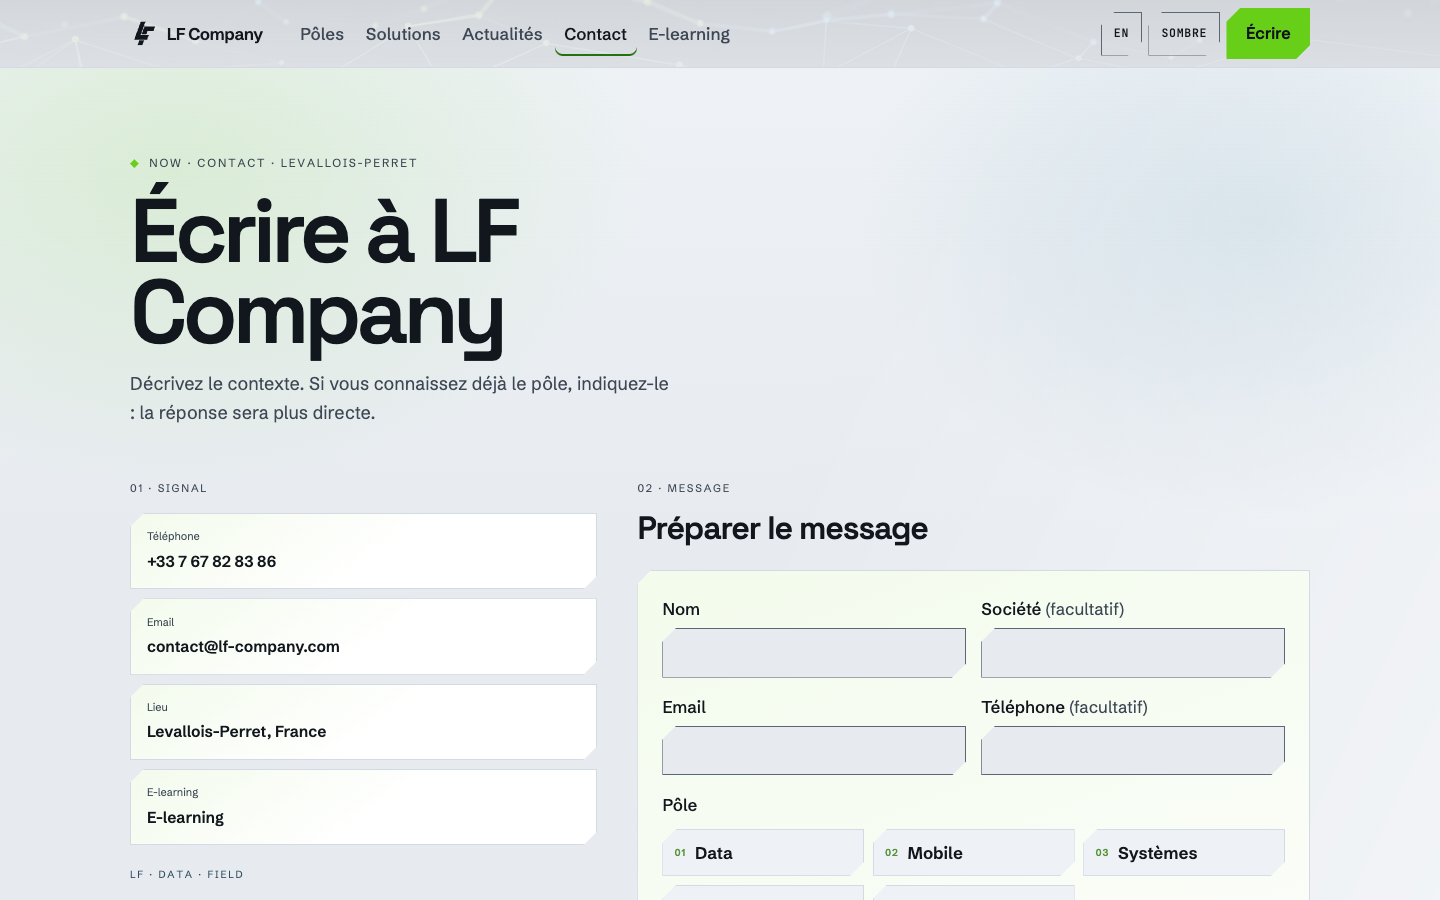 LF Company
Pôles
Solutions
Actualités
Contact
E-learning
EN
SOMBRE
Écrire
NOW · CONTACT · LEVALLOIS-PERRET
Écrire à LF
Company
Décrivez le contexte. Si vous connaissez déjà le pôle, indiquez-le
: la réponse sera plus directe.
01 · SIGNAL
Téléphone
+33 7 67 82 83 86
Email
contact@lf-company.com
Lieu
Levallois-Perret, France
E-learning
E-learning
LF · DATA · FIELD
02 · MESSAGE
Préparer le message
Nom
Société (facultatif)
Email
Téléphone (facultatif)
Pôle
01 Data
02 Mobile
03 Systèmes